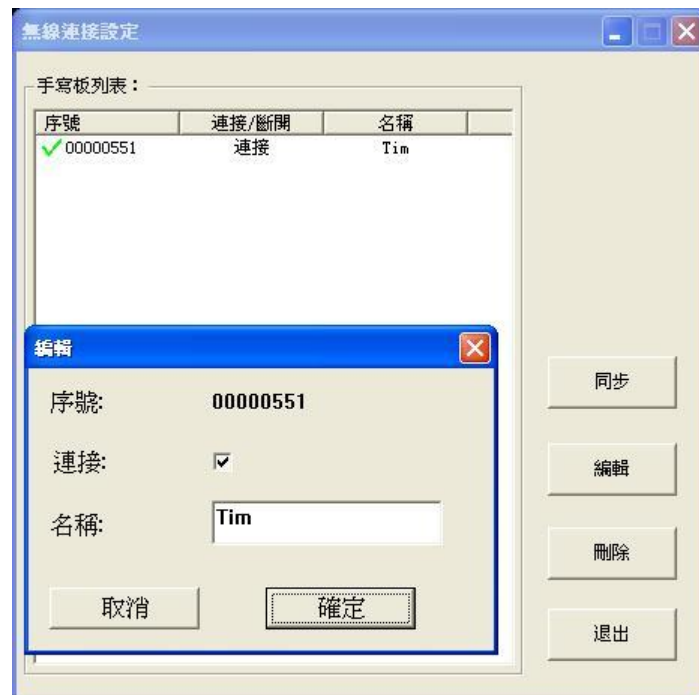 無線連接設定
手寫板列表：
序號 連接/斷開 名稱
00000551 連接 Tim
編輯
序號: 00000551
連接:
名稱: Tim
取消 確定
同步
編輯
刪除
退出